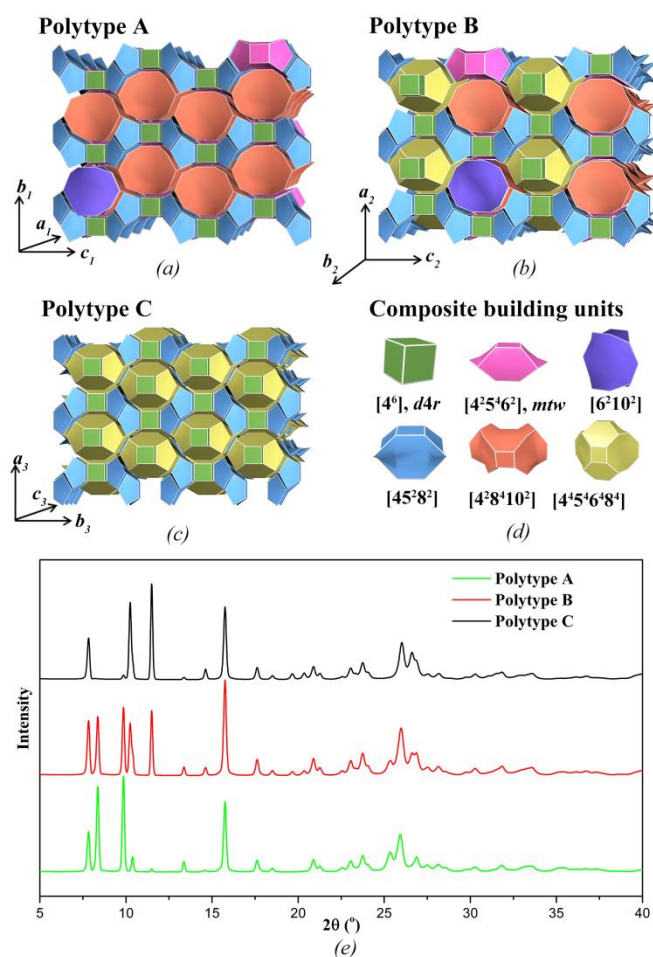 Polytype A
Polytype B
b₁
a₁
c₁
(a)
a₂
b₂
c₂
(b)
Polytype C
Composite building units
a₃
c₃
b₃
(c)
[4⁶], d4r
[4²5⁴6²], mtw
[6²10²]
[45²8²]
[4²8⁴10²]
[4⁴5⁴6⁴8⁴]
(d)
Polytype A
Polytype B
Polytype C
Intensity
5
10
15
20
25
30
35
40
2θ (°)
(e)